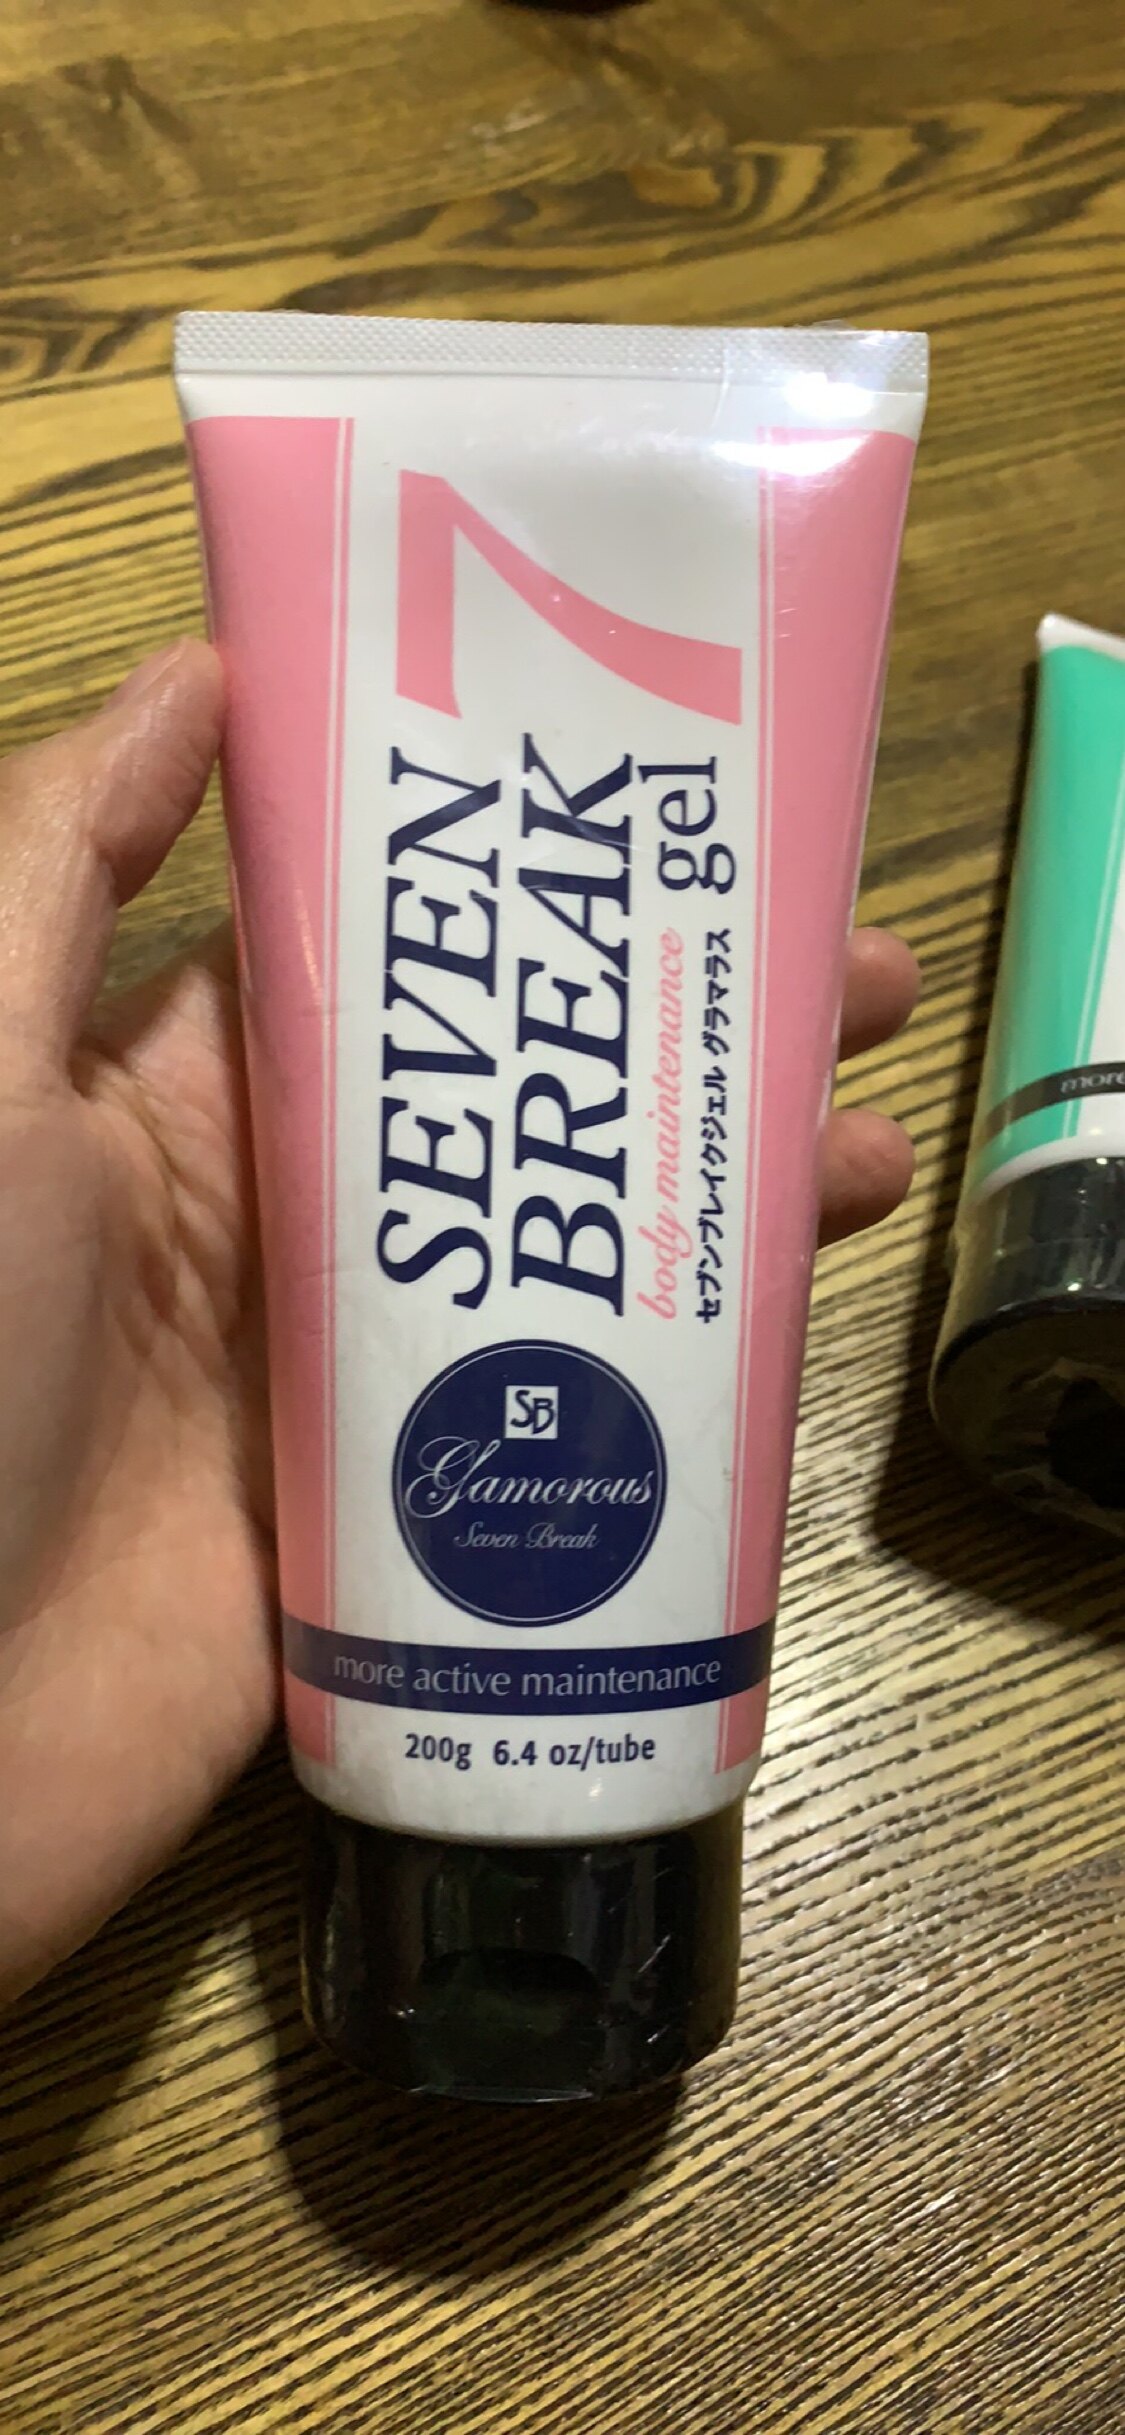 7
SEVEN
BREAK
body maintenance gel
セブンブレイクジェル グラマラス
SB
Glamorous
Seven Break
more active maintenance
200g 6.4 oz/tube
more